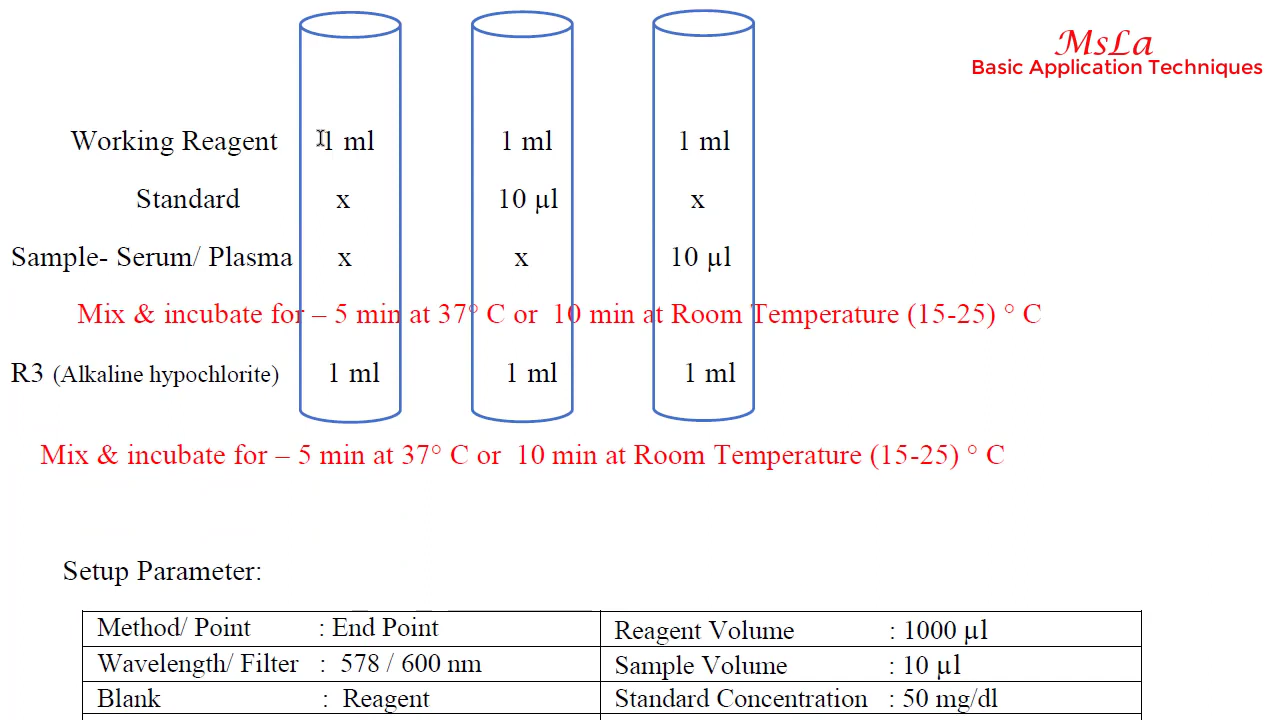 MsLa
Basic Application Techniques
Working Reagent 1 ml 1 ml 1 ml
Standard x 10 µl x
Sample- Serum/ Plasma x x 10 µl
Mix & incubate for – 5 min at 37° C or 10 min at Room Temperature (15-25) ° C
R3 (Alkaline hypochlorite) 1 ml 1 ml 1 ml
Mix & incubate for – 5 min at 37° C or 10 min at Room Temperature (15-25) ° C
Setup Parameter:
Method/ Point : End Point Reagent Volume : 1000 µl
Wavelength/ Filter : 578 / 600 nm Sample Volume : 10 µl
Blank : Reagent Standard Concentration : 50 mg/dl